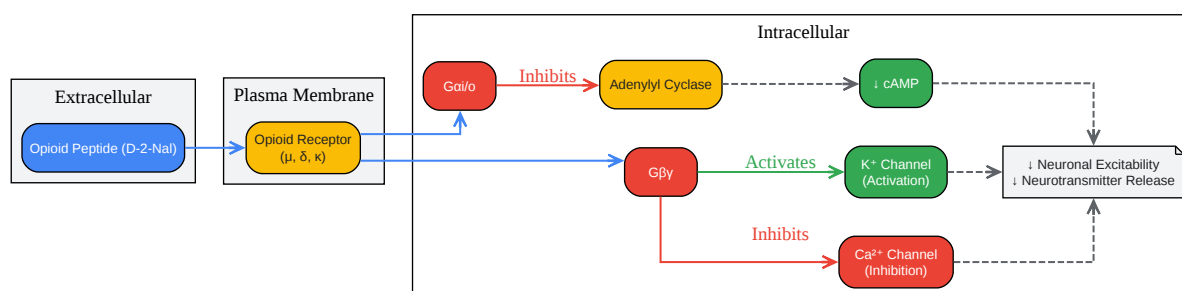 Intracellular
Extracellular
Plasma Membrane
Opioid Peptide (D-2-Nal)
Opioid Receptor
(μ, δ, κ)
Gαi/o
Inhibits
Adenylyl Cyclase
↓ cAMP
Gβγ
Activates
K⁺ Channel
(Activation)
↓ Neuronal Excitability
↓ Neurotransmitter Release
Inhibits
Ca²⁺ Channel
(Inhibition)